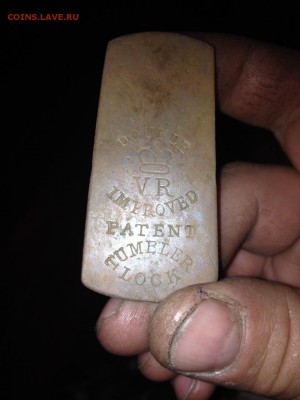 COINS.LAVE.RU
VR
IMPROVED
PATENT
TUMBLER
LOCK